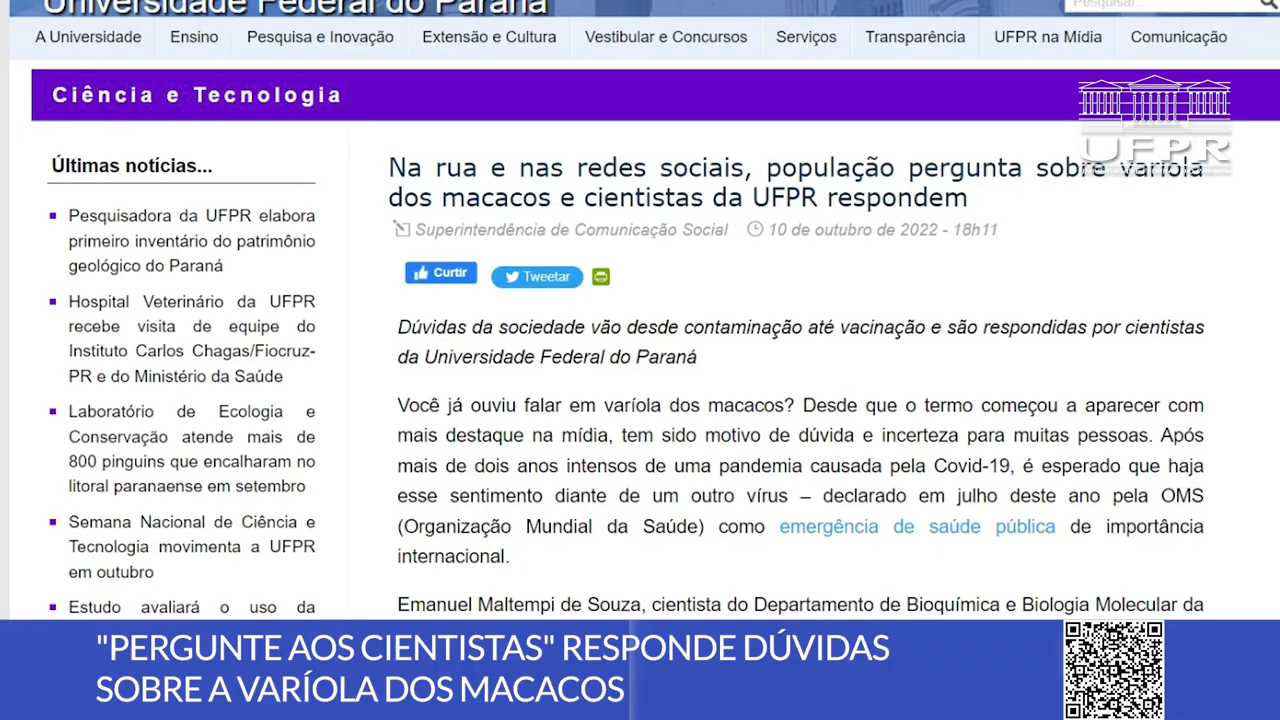 Universidade Federal do Paraná
Pesquisar...
A Universidade Ensino Pesquisa e Inovação Extensão e Cultura Vestibular e Concursos Serviços Transparência UFPR na Mídia Comunicação
Ciência e Tecnologia
UFPR
Últimas notícias...
Pesquisadora da UFPR elabora
primeiro inventário do patrimônio
geológico do Paraná
Hospital Veterinário da UFPR
recebe visita de equipe do
Instituto Carlos Chagas/Fiocruz-
PR e do Ministério da Saúde
Laboratório de Ecologia e
Conservação atende mais de
800 pinguins que encalharam no
litoral paranaense em setembro
Semana Nacional de Ciência e
Tecnologia movimenta a UFPR
em outubro
Estudo avaliará o uso da
Na rua e nas redes sociais, população pergunta sobre varíola
dos macacos e cientistas da UFPR respondem
Superintendência de Comunicação Social 10 de outubro de 2022 - 18h11
Curtir Tweetar
Dúvidas da sociedade vão desde contaminação até vacinação e são respondidas por cientistas
da Universidade Federal do Paraná
Você já ouviu falar em varíola dos macacos? Desde que o termo começou a aparecer com
mais destaque na mídia, tem sido motivo de dúvida e incerteza para muitas pessoas. Após
mais de dois anos intensos de uma pandemia causada pela Covid-19, é esperado que haja
esse sentimento diante de um outro vírus – declarado em julho deste ano pela OMS
(Organização Mundial da Saúde) como emergência de saúde pública de importância
internacional.
Emanuel Maltempi de Souza, cientista do Departamento de Bioquímica e Biologia Molecular da
"PERGUNTE AOS CIENTISTAS" RESPONDE DÚVIDAS
SOBRE A VARÍOLA DOS MACACOS